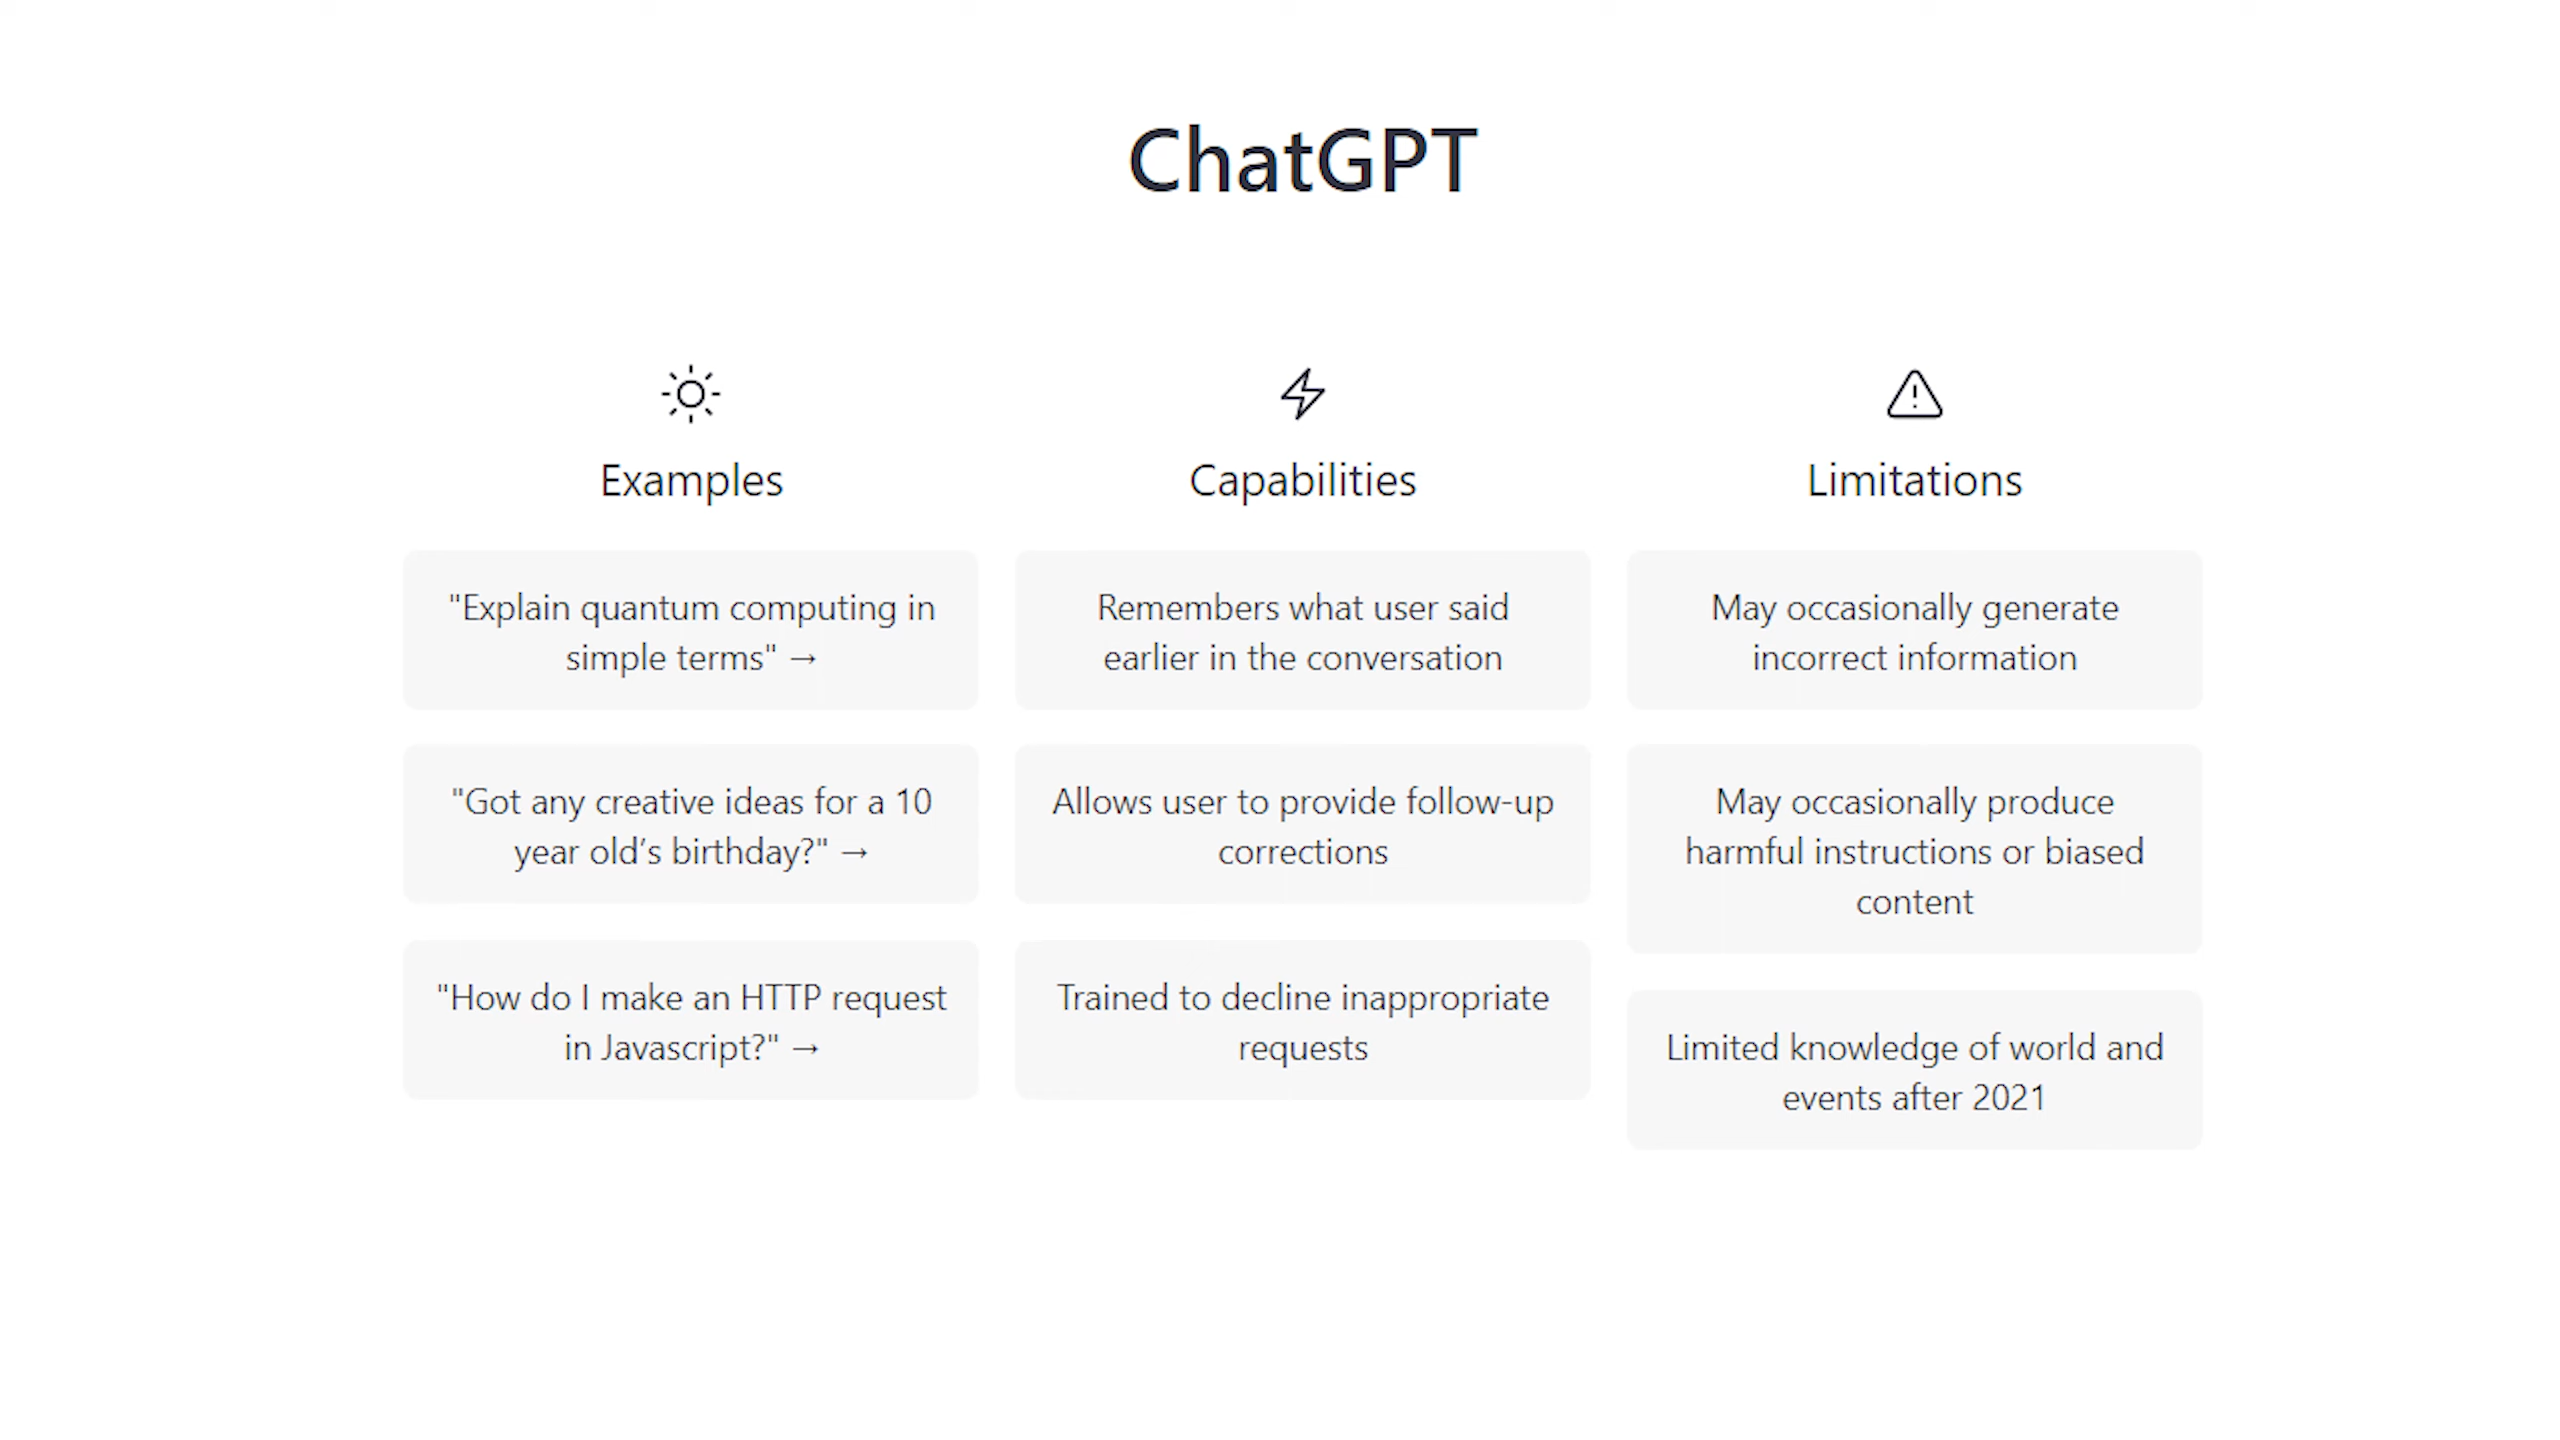 ChatGPT
Examples
"Explain quantum computing in
simple terms" →
"Got any creative ideas for a 10
year old’s birthday?" →
"How do I make an HTTP request
in Javascript?" →
Capabilities
Remembers what user said
earlier in the conversation
Allows user to provide follow-up
corrections
Trained to decline inappropriate
requests
Limitations
May occasionally generate
incorrect information
May occasionally produce
harmful instructions or biased
content
Limited knowledge of world and
events after 2021